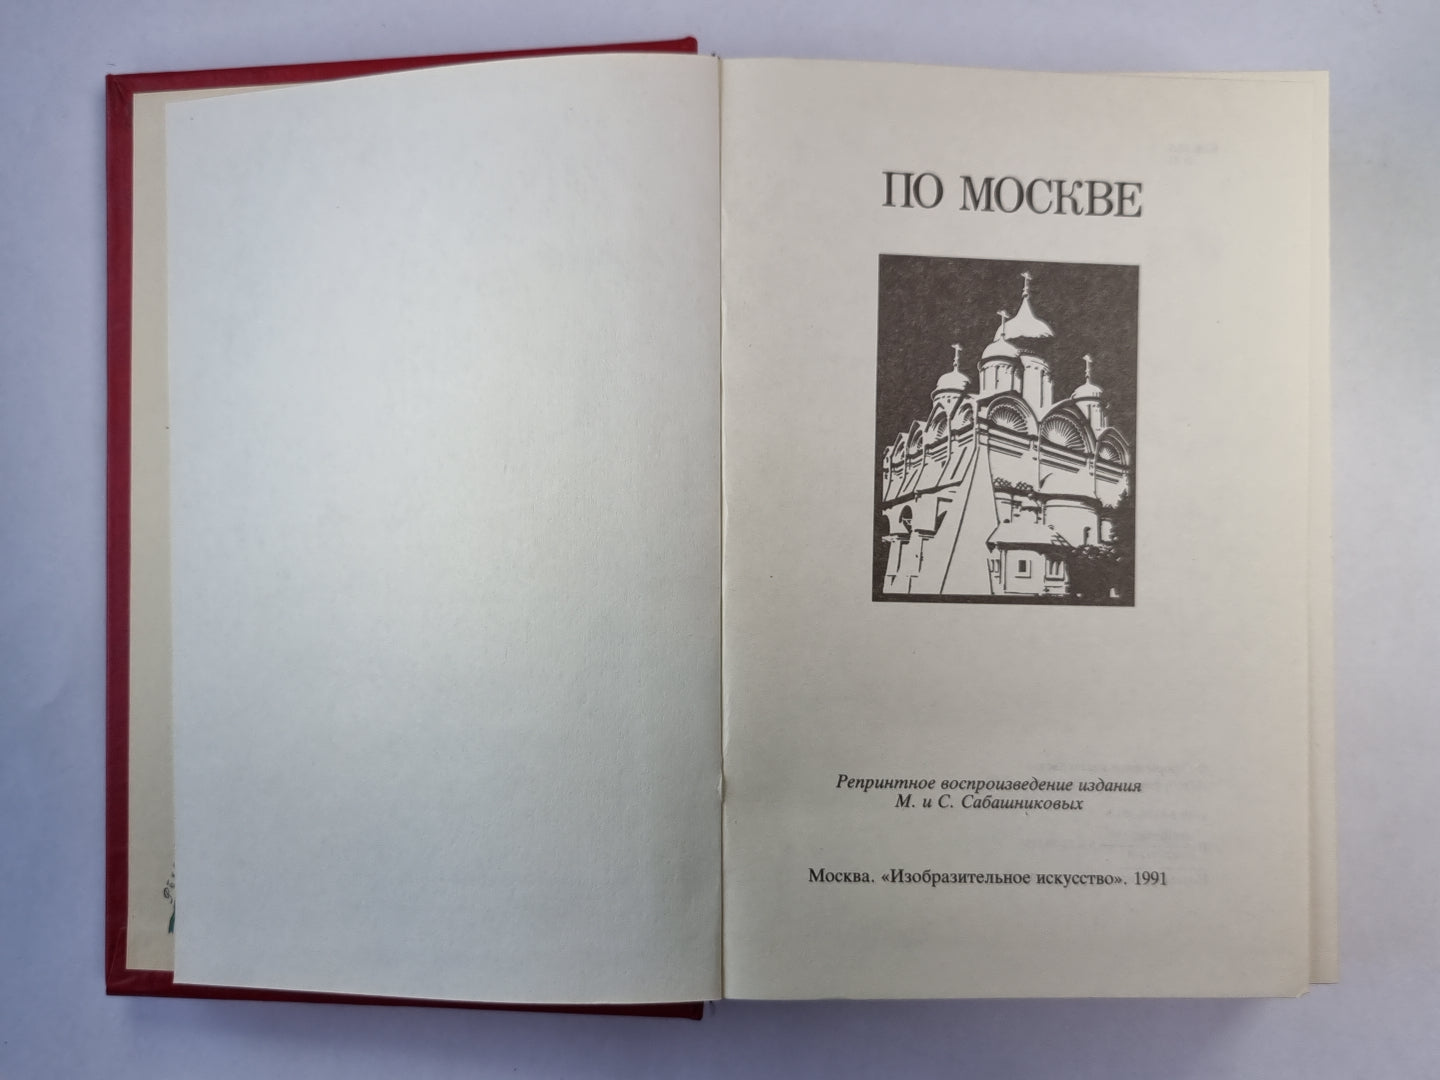 ПО МОСКВЕ
Репринтное воспроизведение издания
М. и С. Сабашниковых
Москва. «Изобразительное искусство». 1991